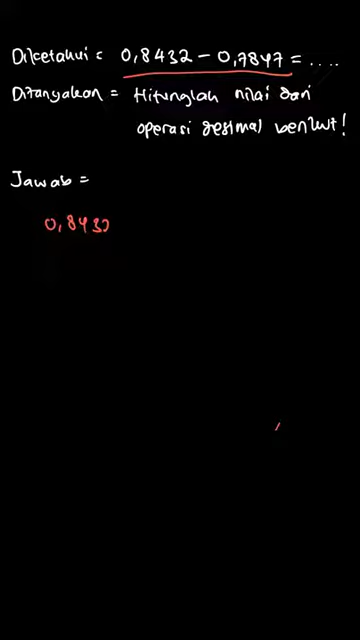 Diketahui = 0,8432 - 0,7847 = ....
Ditanyakan = Hitunglah nilai dari
operasi desimal berikut!
Jawab =
0,8432